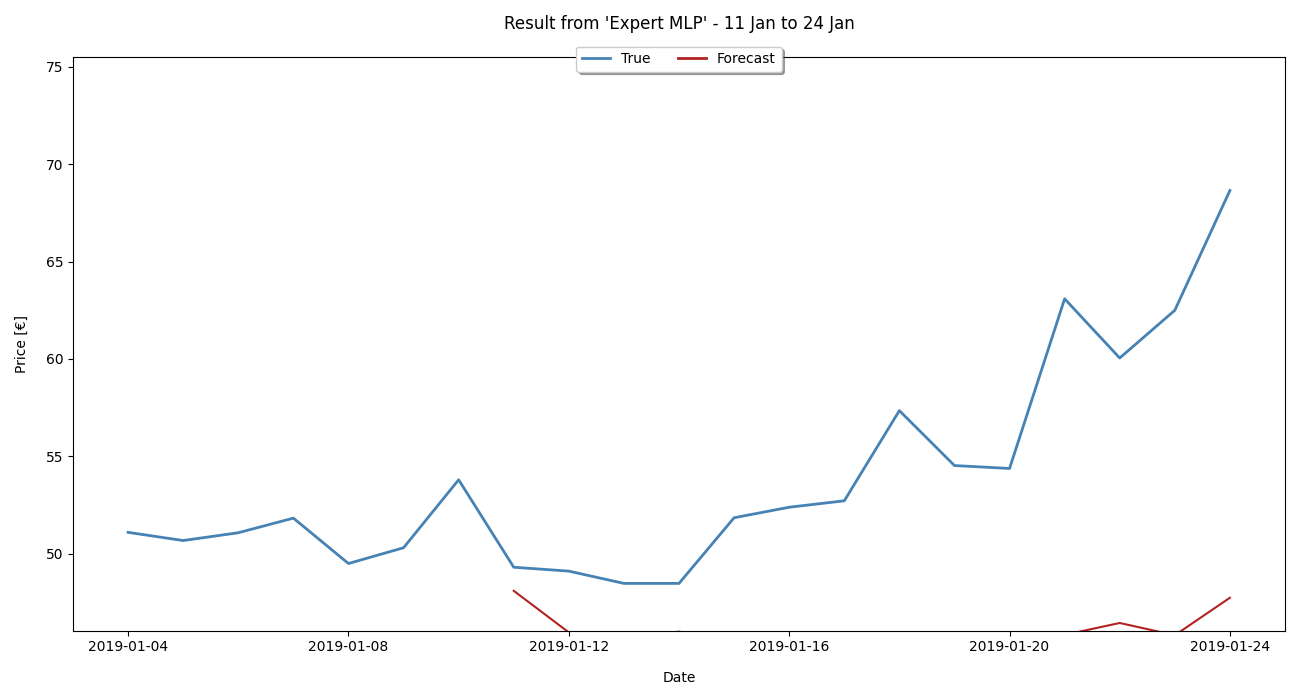 Result from 'Expert MLP' - 11 Jan to 24 Jan
True Forecast
75
70
65
60
55
50
Price [€]
2019-01-04 2019-01-08 2019-01-12 2019-01-16 2019-01-20 2019-01-24
Date